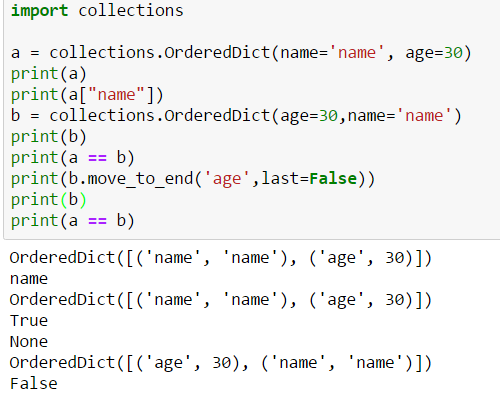 import collections
a = collections.OrderedDict(name='name', age=30)
print(a)
print(a["name"])
b = collections.OrderedDict(age=30,name='name')
print(b)
print(a == b)
print(b.move_to_end('age',last=False))
print(b)
print(a == b)
OrderedDict([('name', 'name'), ('age', 30)])
name
OrderedDict([('name', 'name'), ('age', 30)])
True
None
OrderedDict([('age', 30), ('name', 'name')])
False